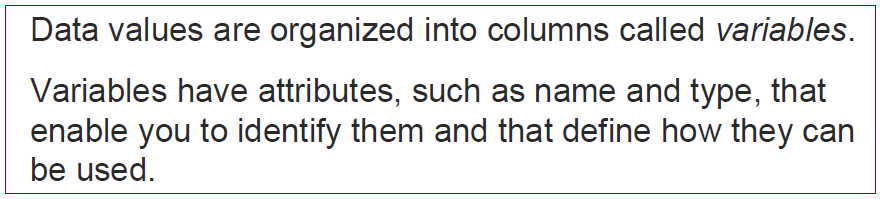 Data values are organized into columns called variables.
Variables have attributes, such as name and type, that
enable you to identify them and that define how they can
be used.